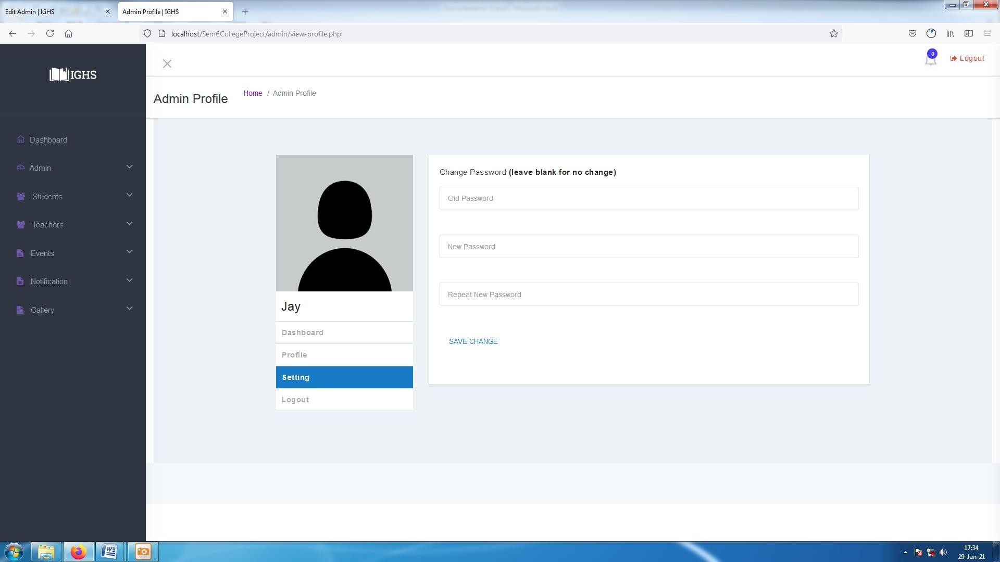 Edit Admin | IGHS
Admin Profile | IGHS
localhost/Sem6CollegeProject/admin/view-profile.php
IGHS
0
Logout
Admin Profile
Home / Admin Profile
Dashboard
Admin
Students
Teachers
Events
Notification
Gallery
Jay
Dashboard
Profile
Setting
Logout
Change Password (leave blank for no change)
Old Password
New Password
Repeat New Password
SAVE CHANGE
17:34
29-Jun-21